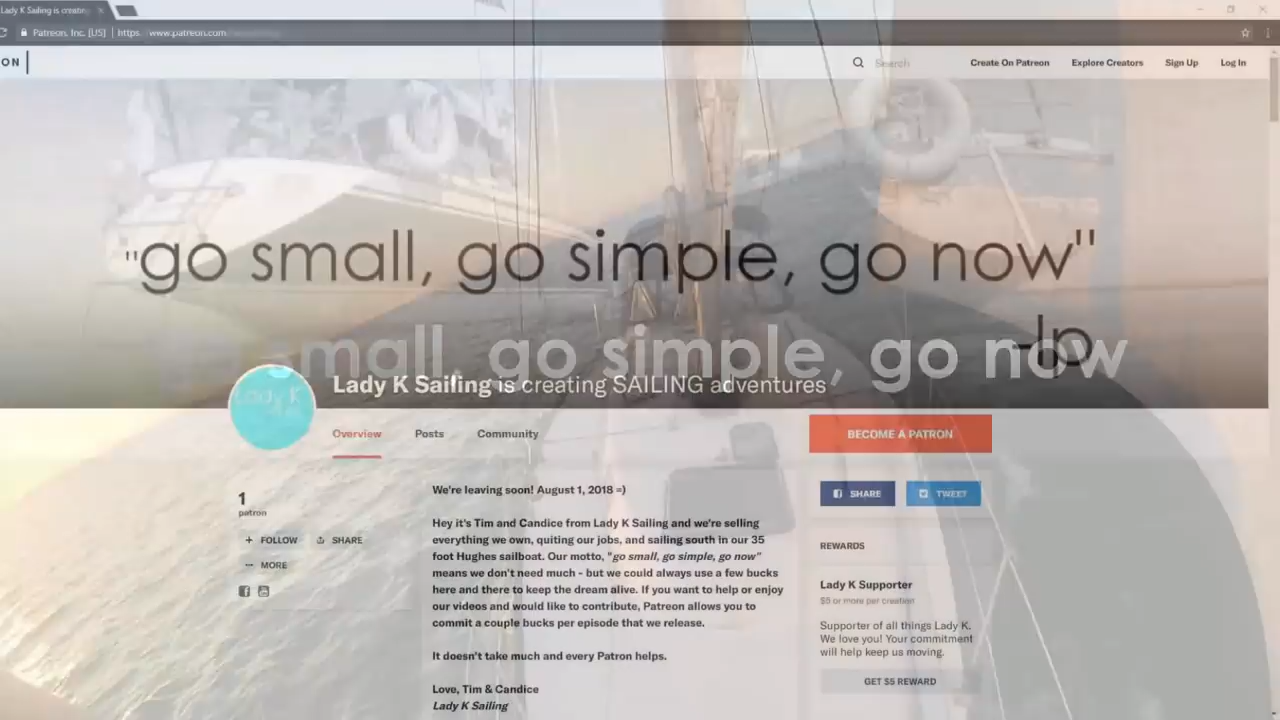 Lady K Sailing is creatin
Patreon, Inc. [US] | https www.patreon.com
ON
Search
Create On Patreon
Explore Creators
Sign Up
Log In
"go small, go simple, go now"
-lp
small, go simple, go now
Lady K
Lady K Sailing is creating SAILING adventures
Overview
Posts
Community
BECOME A PATRON
1
patron
FOLLOW
SHARE
MORE
We're leaving soon! August 1, 2018 =)
Hey it's Tim and Candice from Lady K Sailing and we're selling
everything we own, quiting our jobs, and sailing south in our 35
foot Hughes sailboat. Our motto, "go small, go simple, go now"
means we don't need much - but we could always use a few bucks
here and there to keep the dream alive. If you want to help or enjoy
our videos and would like to contribute, Patreon allows you to
commit a couple bucks per episode that we release.
It doesn't take much and every Patron helps.
Love, Tim & Candice
Lady K Sailing
SHARE
TWEET
REWARDS
Lady K Supporter
$5 or more per creation
Supporter of all things Lady K.
We love you! Your commitment
will help keep us moving.
GET $5 REWARD